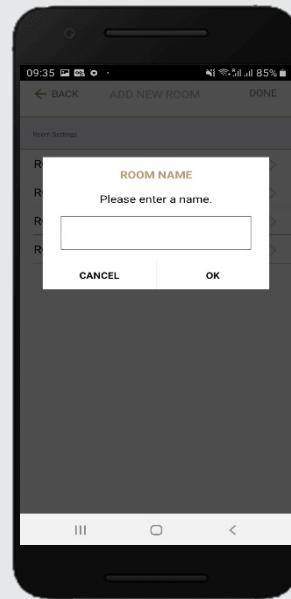 09:35 85%
BACK ADD NEW ROOM DONE
Room Settings
ROOM NAME
Please enter a name.
CANCEL OK